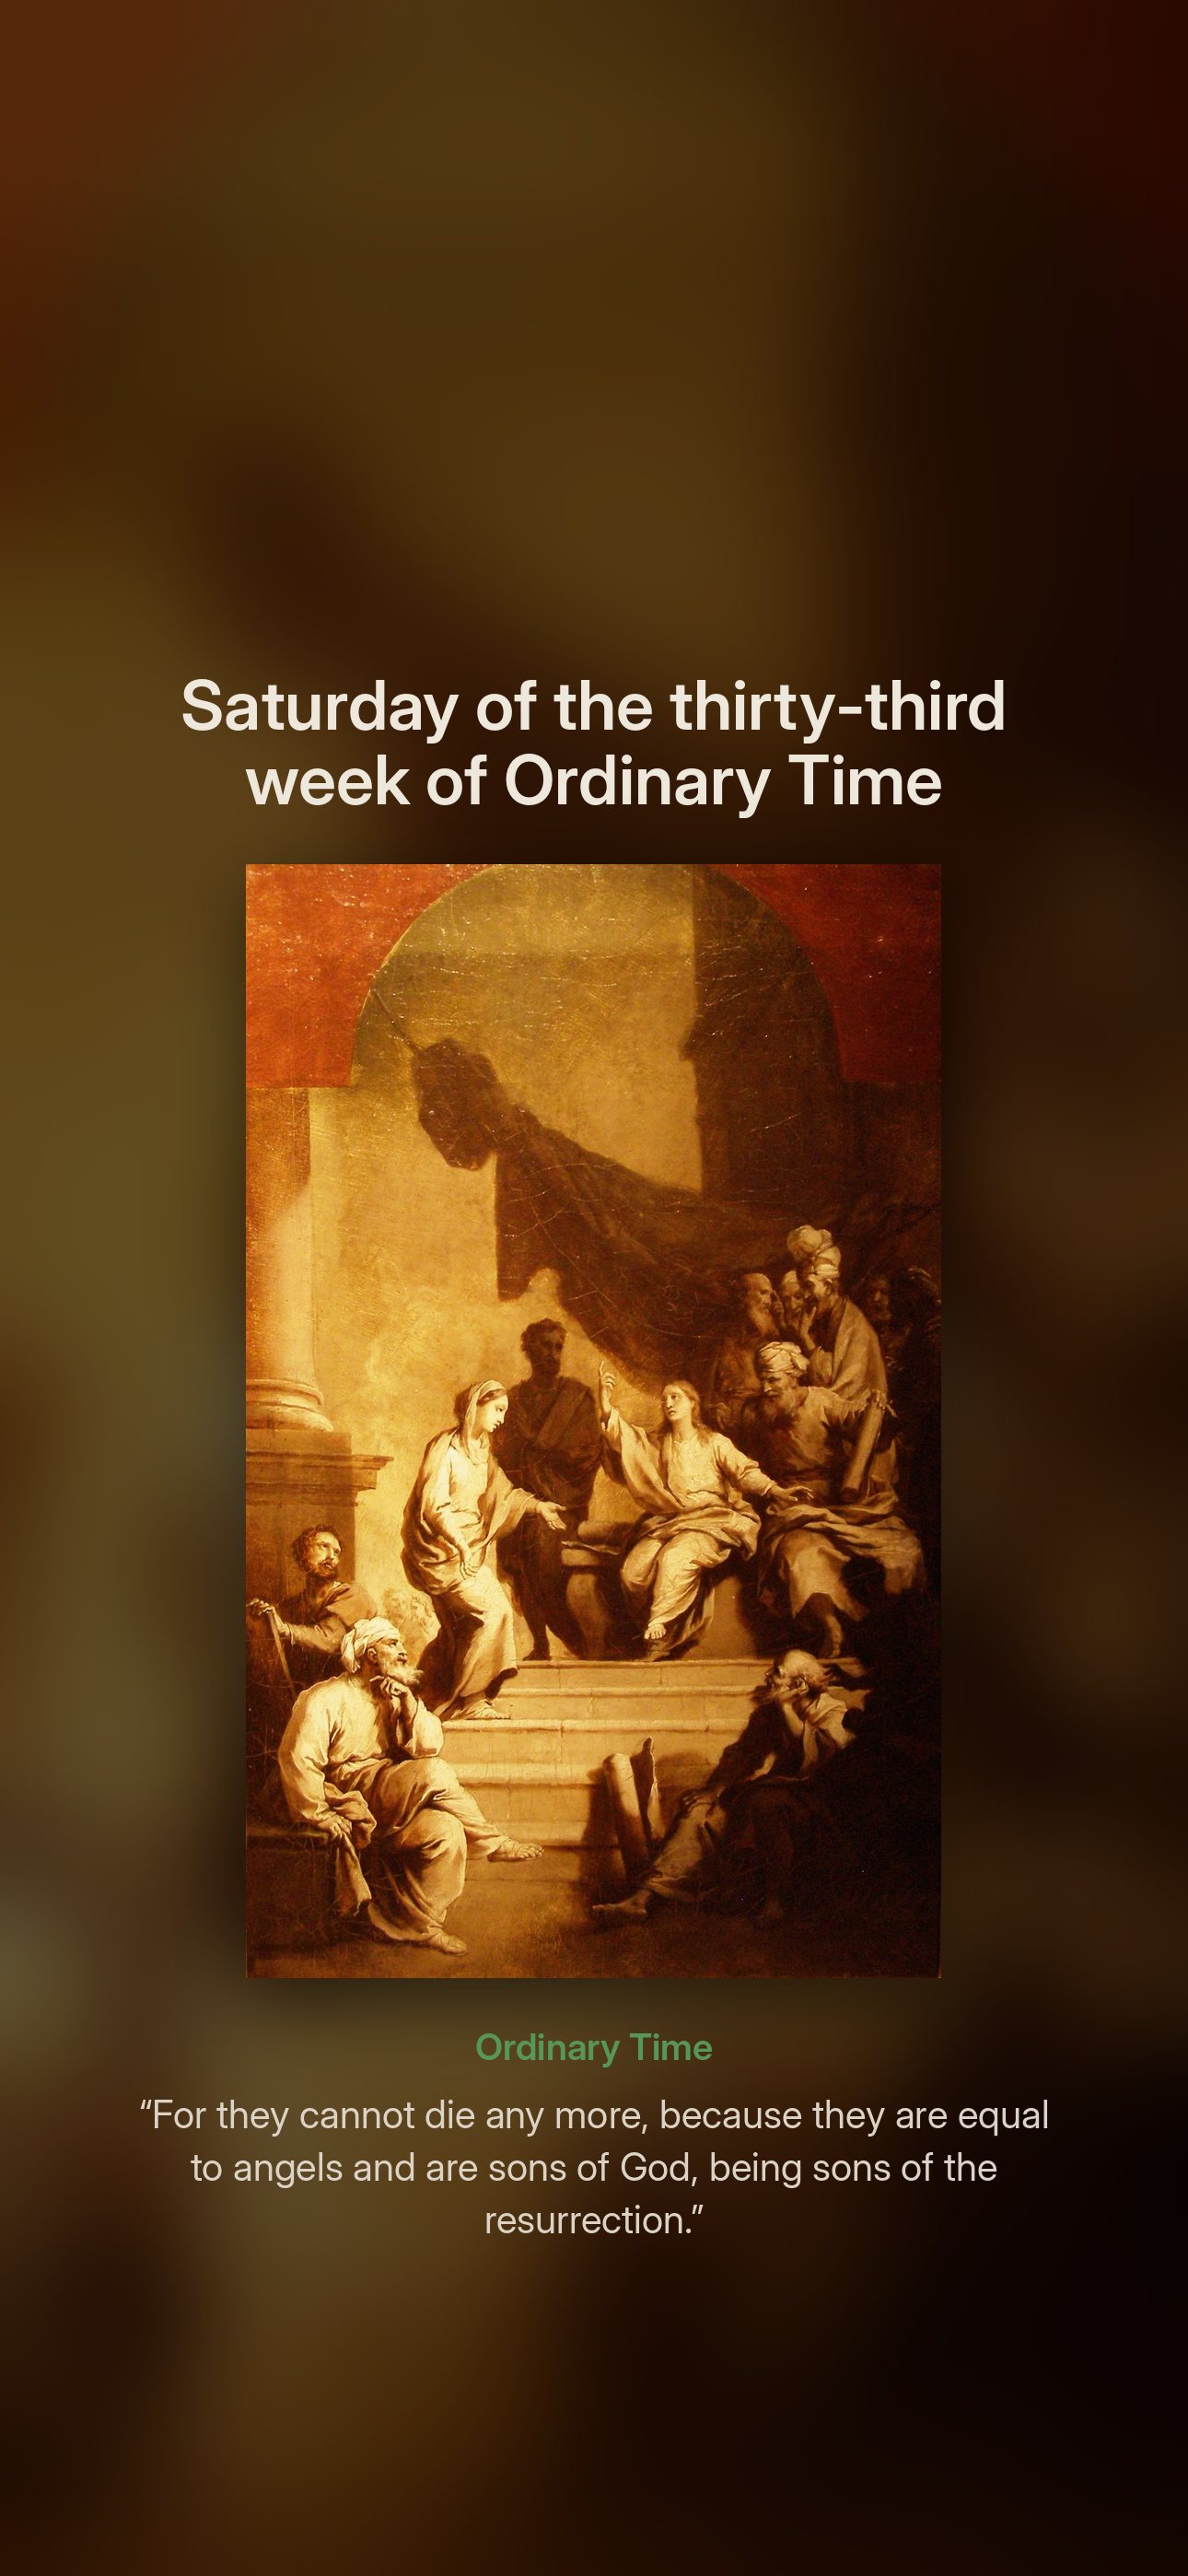 Saturday of the thirty-third
week of Ordinary Time
Ordinary Time
“For they cannot die any more, because they are equal
to angels and are sons of God, being sons of the
resurrection.”